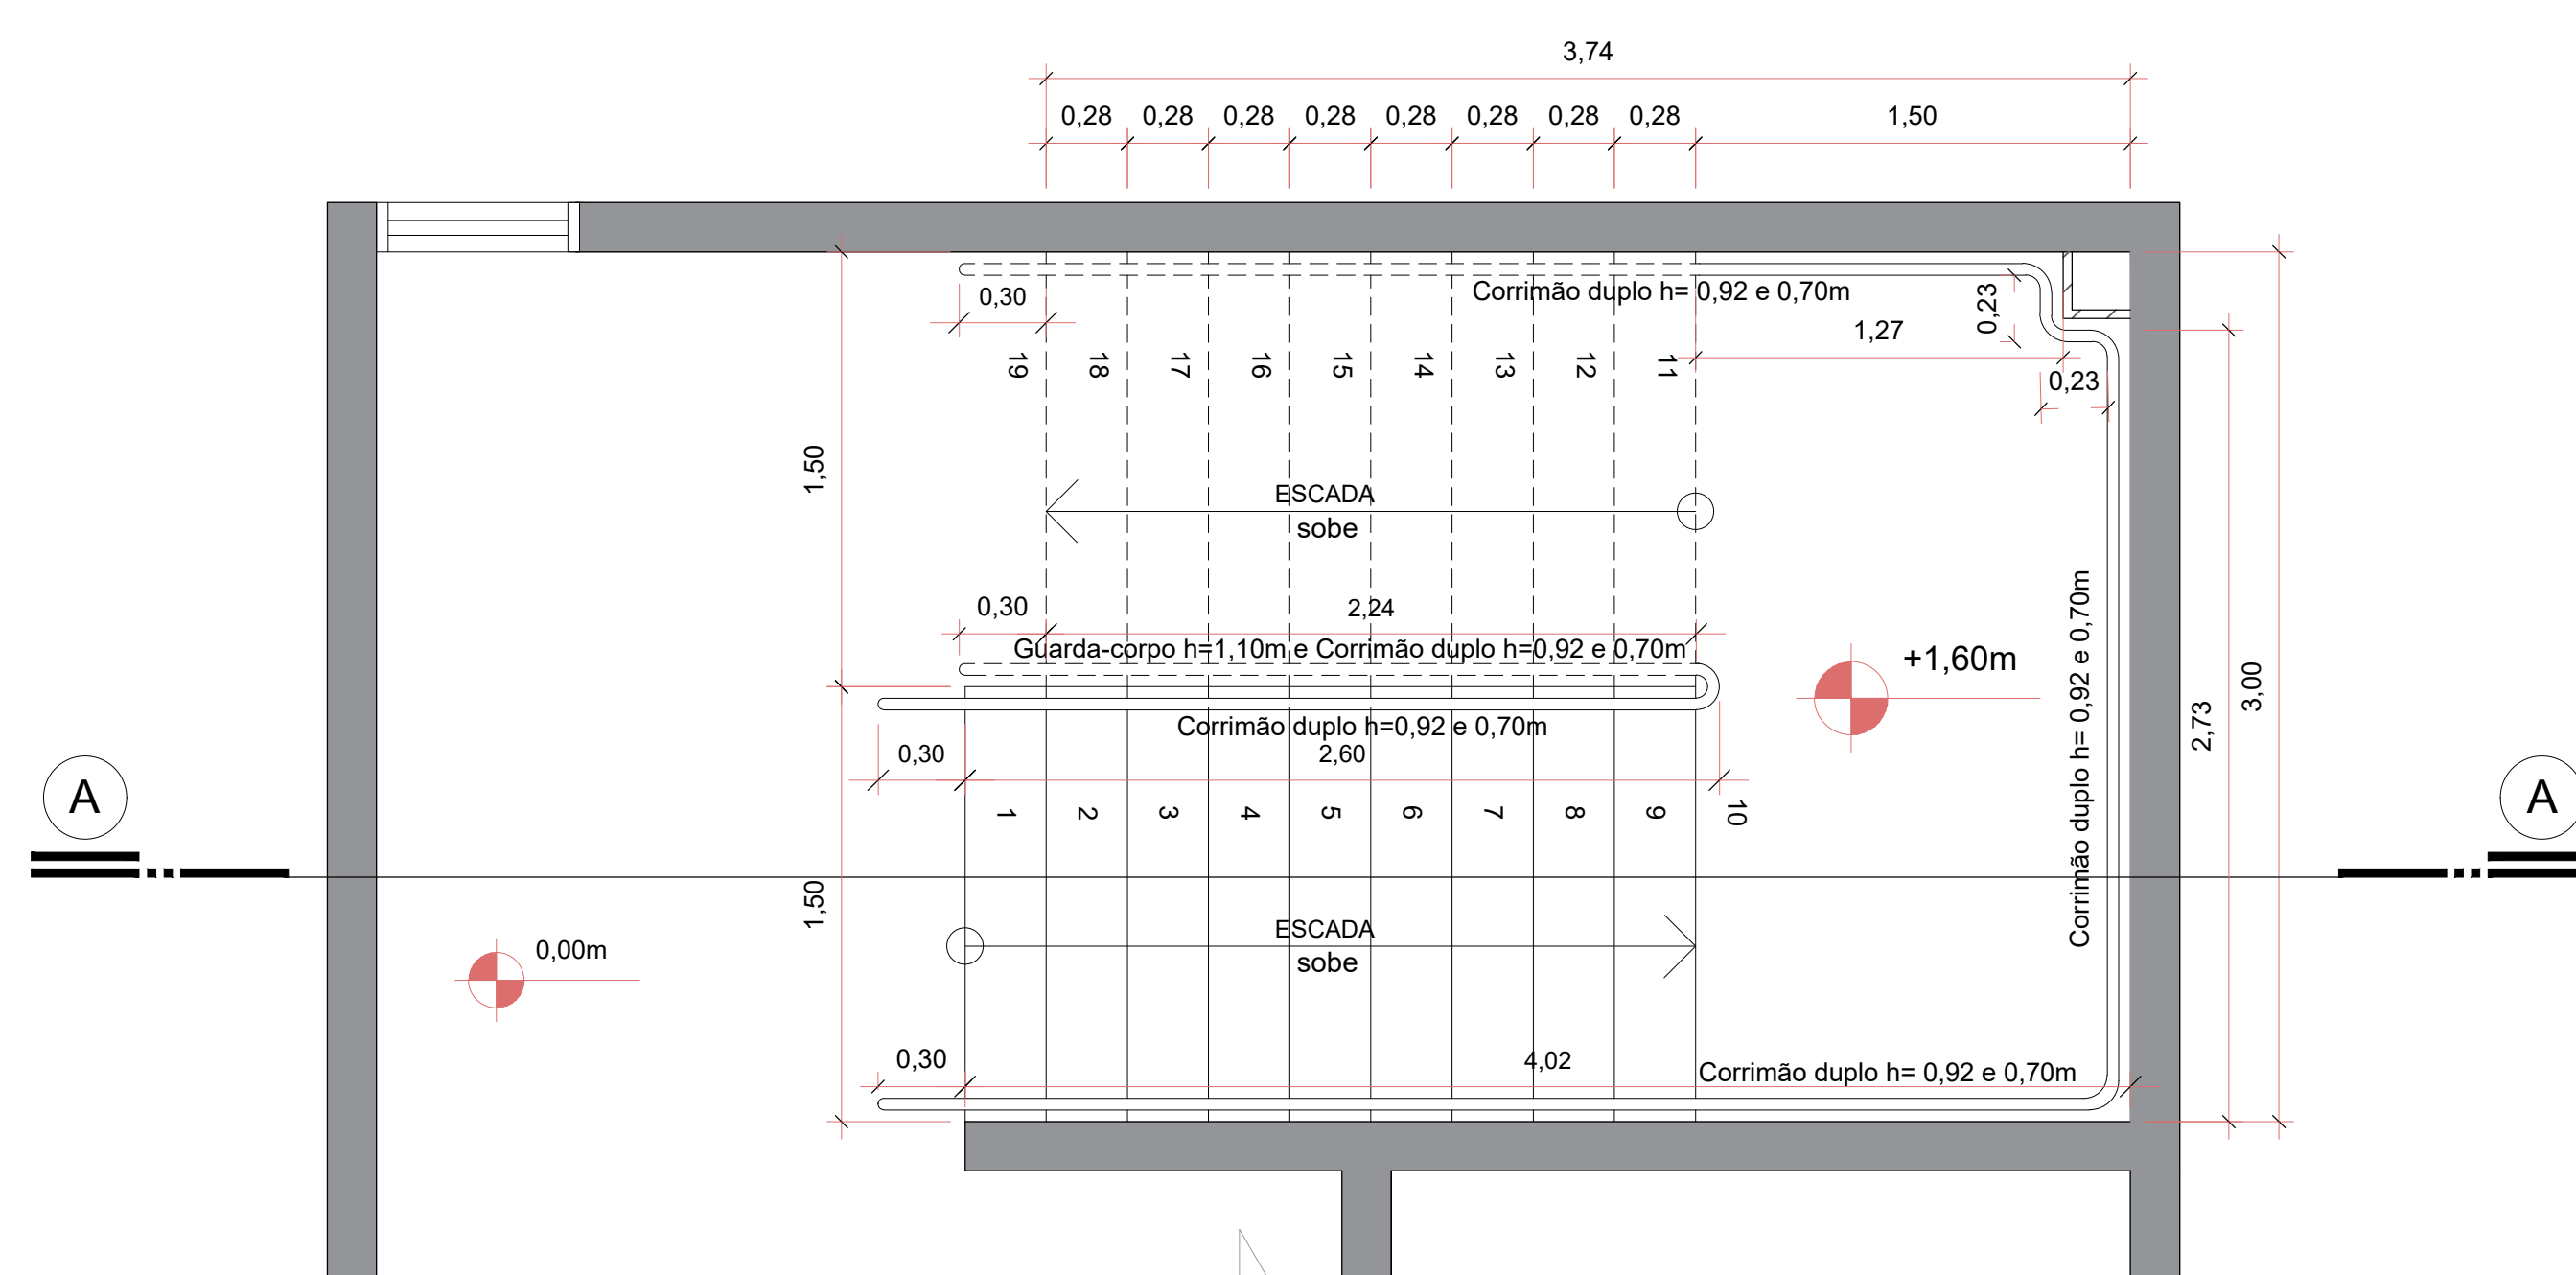 3,74
0,28 0,28 0,28 0,28 0,28 0,28 0,28 0,28 1,50
0,30
Corrimão duplo h= 0,92 e 0,70m
0,23
1,27
19 18 17 16 15 14 13 12 11
0,23
1,50
ESCADA
sobe
0,30
2,24
Guarda-corpo h=1,10m e Corrimão duplo h=0,92 e 0,70m
+1,60m
Corrimão duplo h= 0,92 e 0,70m
2,73
3,00
Corrimão duplo h=0,92 e 0,70m
0,30
2,60
A
A
1 2 3 4 5 6 7 8 9 10
1,50
ESCADA
sobe
0,00m
0,30
4,02
Corrimão duplo h= 0,92 e 0,70m